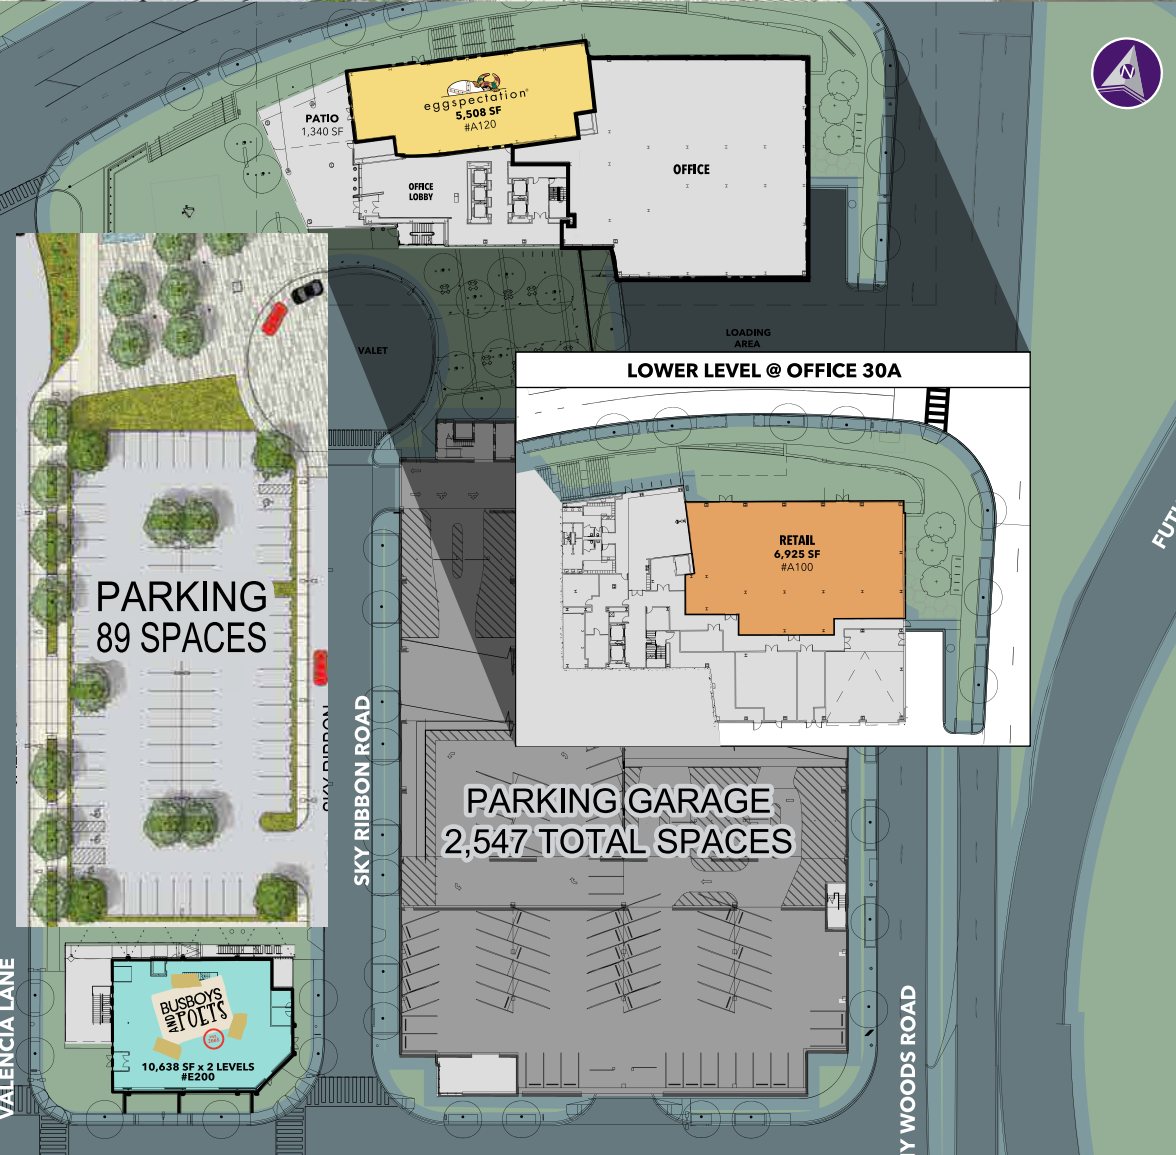 N
eggspectation
5,508 SF
#A120
PATIO
1,340 SF
OFFICE
LOBBY
OFFICE
VALET
LOADING
AREA
LOWER LEVEL @ OFFICE 30A
RETAIL
6,925 SF
#A100
PARKING
89 SPACES
SKY RIBBON ROAD
PARKING GARAGE
2,547 TOTAL SPACES
VALENCIA LANE
BUSBOYS
AND POETS
10,638 SF x 2 LEVELS
#E200
Y WOODS ROAD